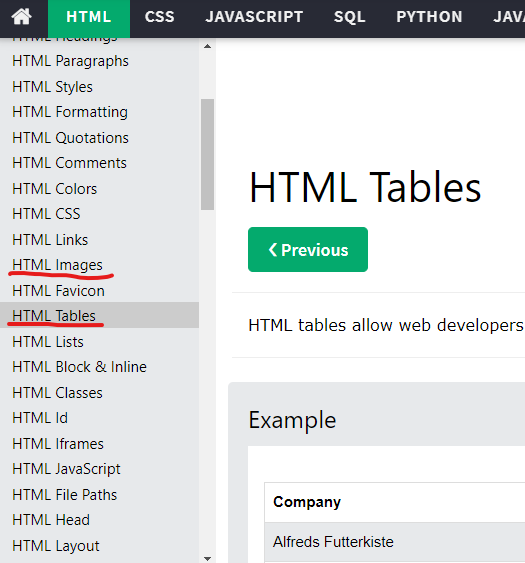 HTML CSS JAVASCRIPT SQL PYTHON
HTML Headings
HTML Paragraphs
HTML Styles
HTML Formatting
HTML Quotations
HTML Comments
HTML Colors
HTML CSS
HTML Links
HTML Images
HTML Favicon
HTML Tables
HTML Lists
HTML Block & Inline
HTML Classes
HTML Id
HTML Iframes
HTML JavaScript
HTML File Paths
HTML Head
HTML Layout
HTML Tables
❮ Previous
HTML tables allow web developers
Example
Company
Alfreds Futterkiste